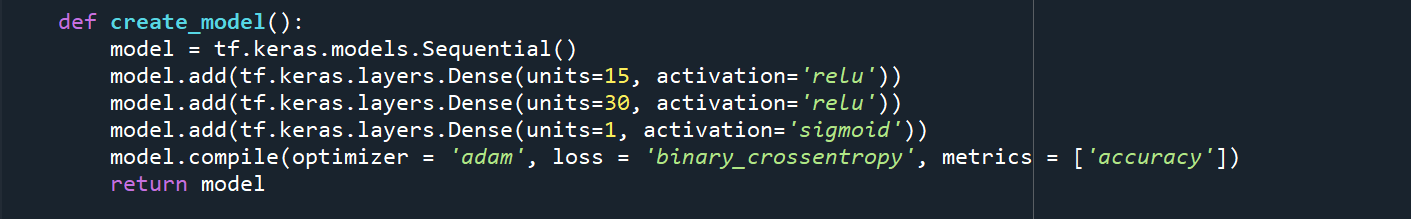 def create_model():
    model = tf.keras.models.Sequential()
    model.add(tf.keras.layers.Dense(units=15, activation='relu'))
    model.add(tf.keras.layers.Dense(units=30, activation='relu'))
    model.add(tf.keras.layers.Dense(units=1, activation='sigmoid'))
    model.compile(optimizer = 'adam', loss = 'binary_crossentropy', metrics = ['accuracy'])
    return model